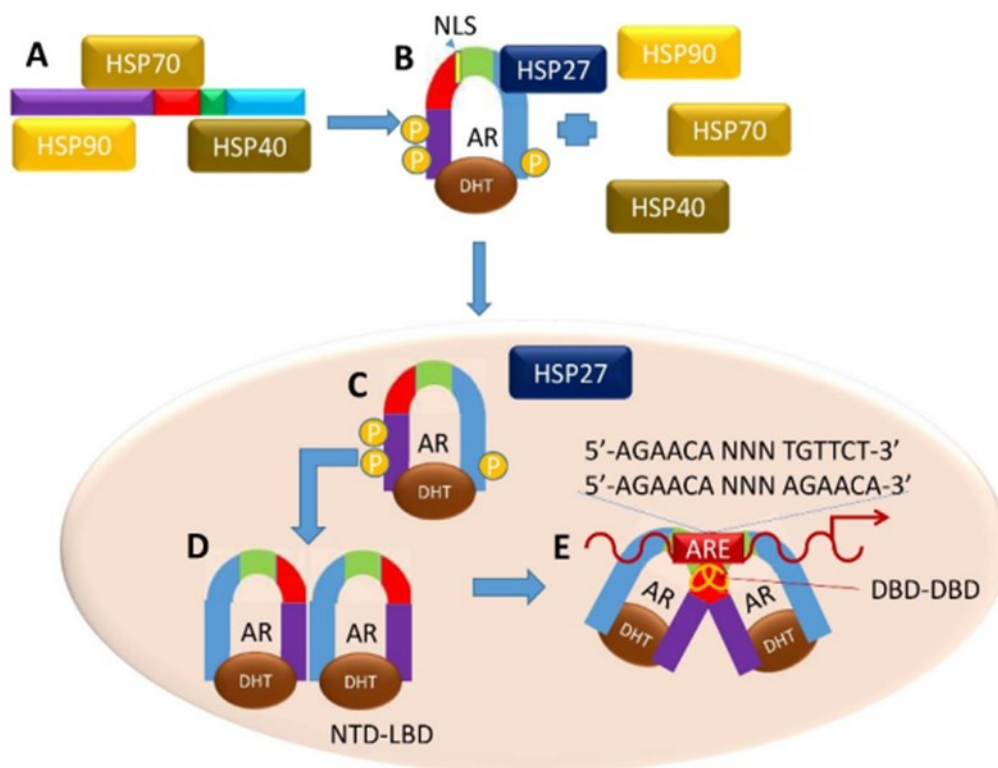 A
HSP70
HSP90
HSP40
B
NLS
HSP27
P
P
AR
P
DHT
HSP90
HSP70
HSP40
C
HSP27
P
P
AR
P
DHT
D
AR
DHT
AR
DHT
NTD-LBD
5’-AGAACA NNN TGTTCT-3’
5’-AGAACA NNN AGAACA-3’
E
ARE
AR
AR
DHT
DHT
DBD-DBD